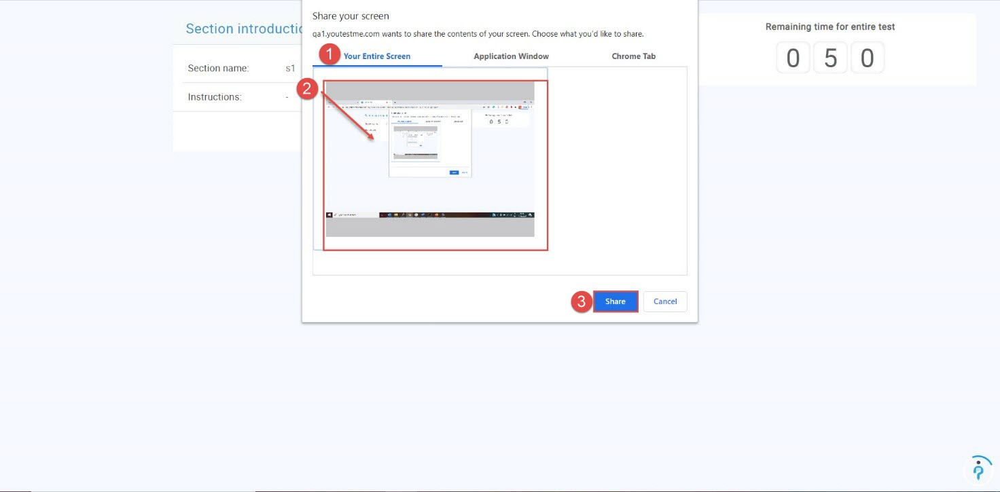 Share your screen
qa1.youtestme.com wants to share the contents of your screen. Choose what you'd like to share.
1 Your Entire Screen Application Window Chrome Tab
2
3 Share Cancel
Section introductio
Section name: s1
Instructions: -
Remaining time for entire test
0 5 0